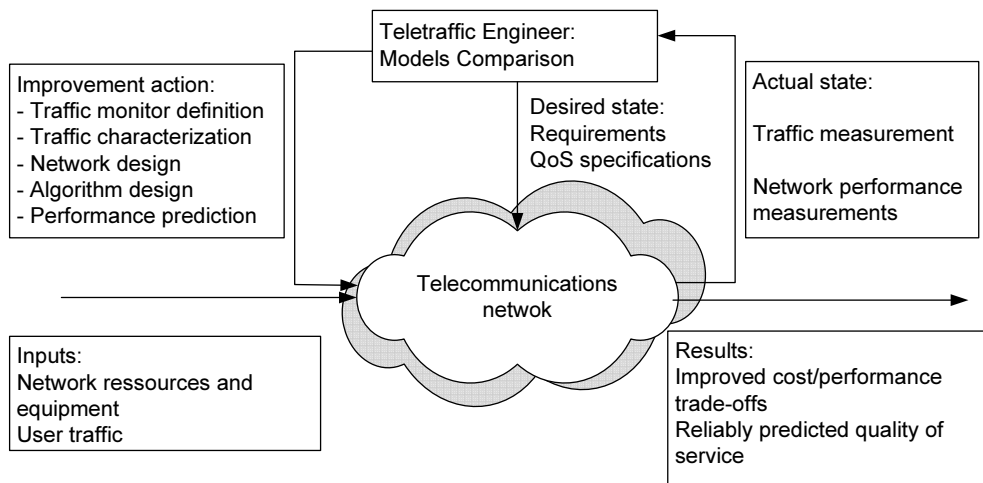 Teletraffic Engineer:
Models Comparison
Improvement action:
- Traffic monitor definition
- Traffic characterization
- Network design
- Algorithm design
- Performance prediction
Desired state:
Requirements
QoS specifications
Actual state:
Traffic measurement
Network performance
measurements
Telecommunications
netwok
Inputs:
Network ressources and
equipment
User traffic
Results:
Improved cost/performance
trade-offs
Reliably predicted quality of
service